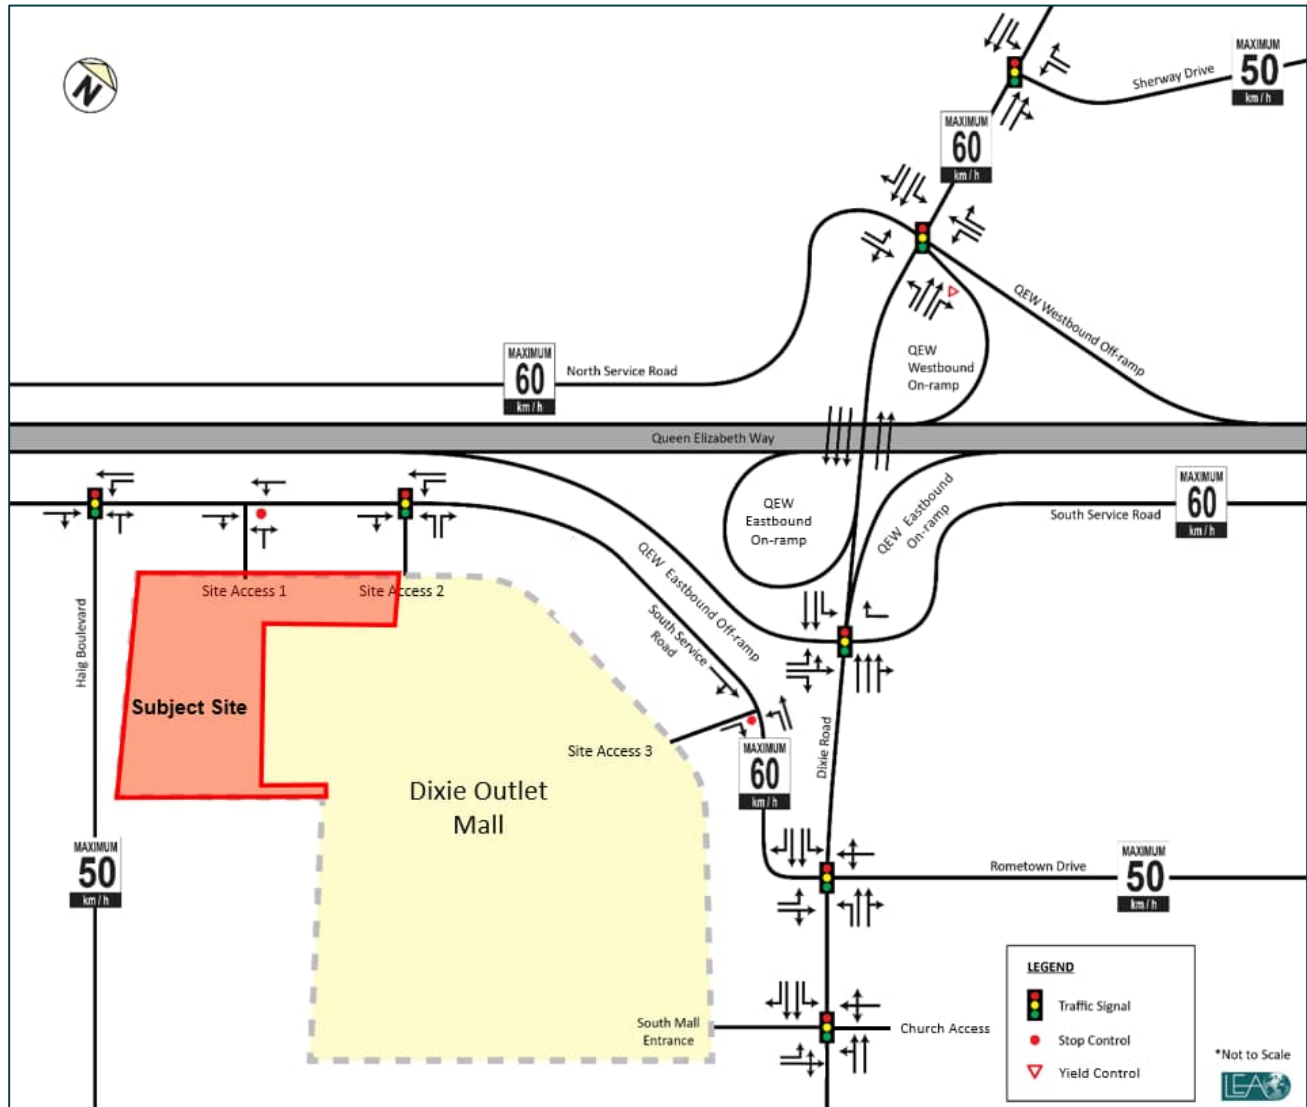 N
MAXIMUM
50
km / h
Sherway Drive
MAXIMUM
60
km / h
QEW Westbound Off-ramp
QEW
Westbound
On-ramp
MAXIMUM
60
km / h
North Service Road
Queen Elizabeth Way
QEW
Eastbound
On-ramp
QEW Eastbound
On-ramp
MAXIMUM
60
km / h
South Service Road
Site Access 1
Site Access 2
Haig Boulevard
QEW Eastbound Off-ramp
South Service
Road
Subject Site
Site Access 3
MAXIMUM
60
km / h
Dixie Road
Dixie Outlet
Mall
MAXIMUM
50
km / h
Rometown Drive
MAXIMUM
50
km / h
South Mall
Entrance
Church Access
LEGEND
Traffic Signal
Stop Control
Yield Control
*Not to Scale
LEA